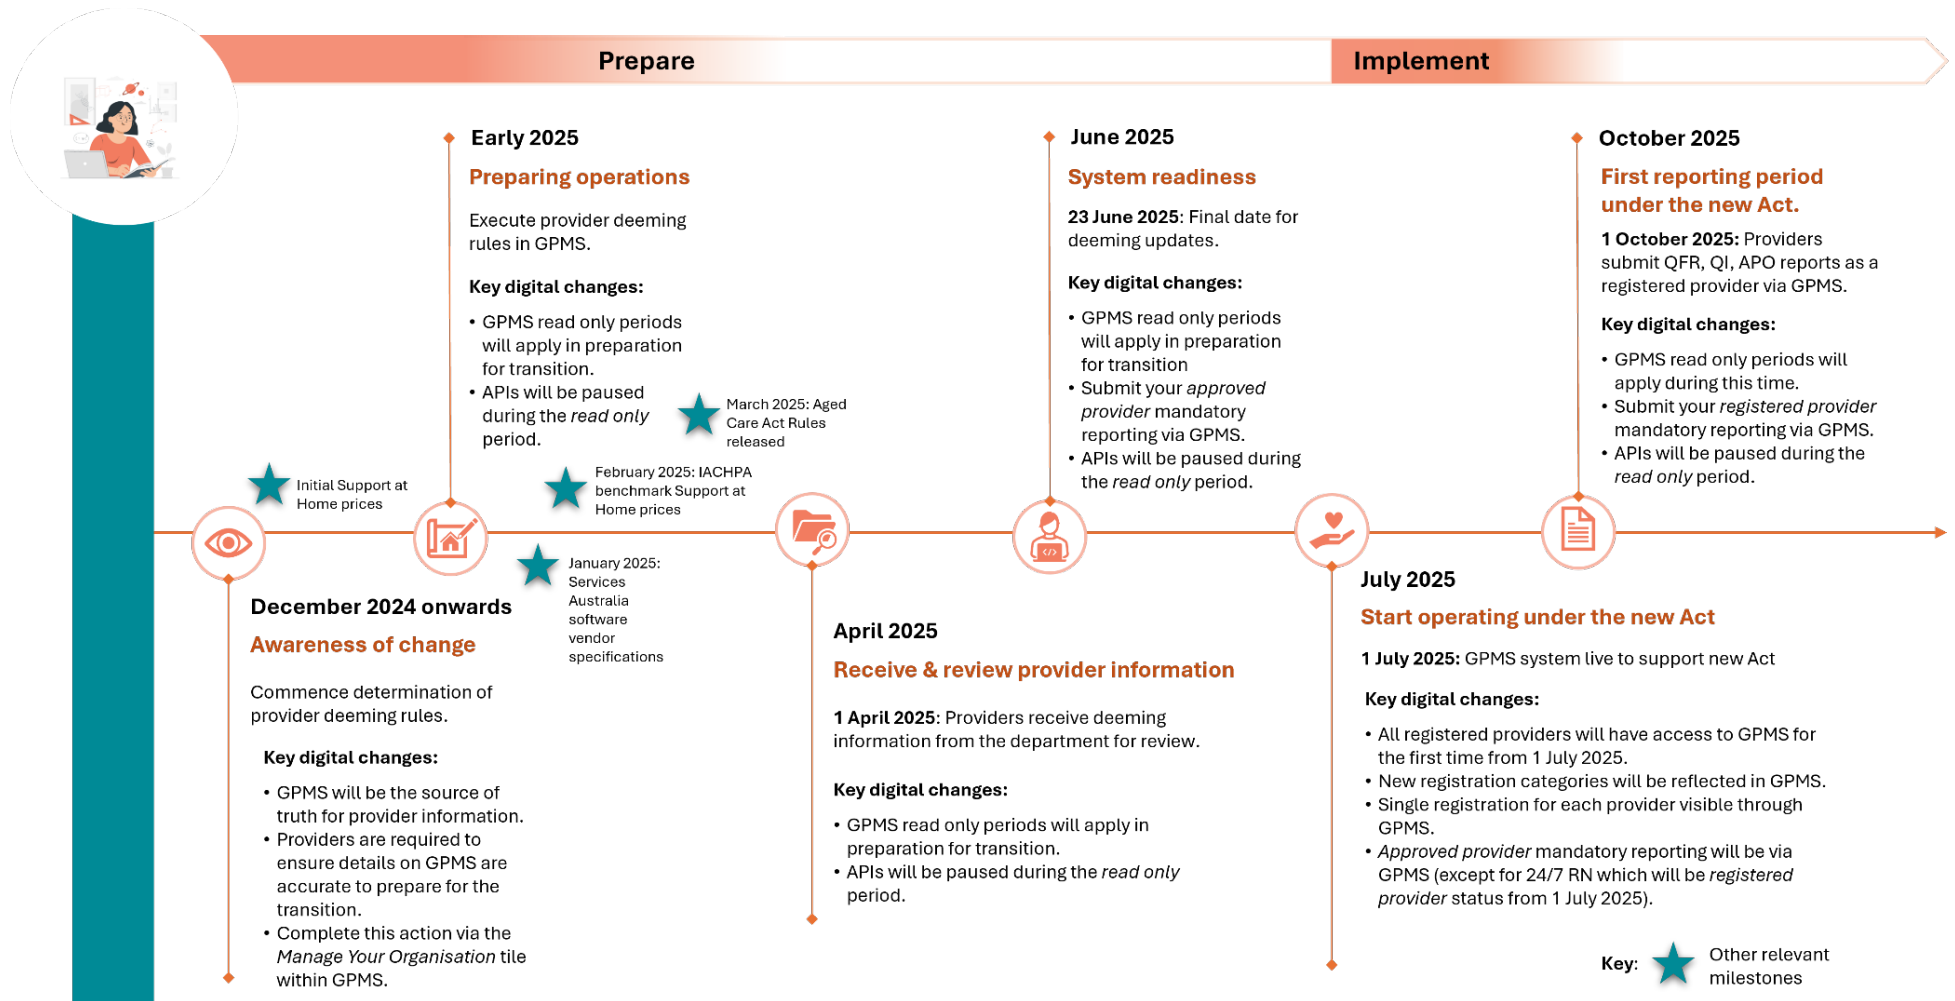 Prepare
Implement
Early 2025
Preparing operations
Execute provider deeming
rules in GPMS.
Key digital changes:
• GPMS read only periods
will apply in preparation
for transition.
• APIs will be paused
during the read only
period.
June 2025
System readiness
23 June 2025: Final date for
deeming updates.
Key digital changes:
• GPMS read only periods
will apply in preparation
for transition
• Submit your approved
provider mandatory
reporting via GPMS.
• APIs will be paused during
the read only period.
October 2025
First reporting period
under the new Act.
1 October 2025: Providers
submit QFR, QI, APO reports as a
registered provider via GPMS.
Key digital changes:
• GPMS read only periods will
apply during this time.
• Submit your registered provider
mandatory reporting via GPMS.
• APIs will be paused during the
read only period.
Initial Support at
Home prices
February 2025: IACHPA
benchmark Support at
Home prices
March 2025: Aged
Care Act Rules
released
January 2025:
Services
Australia
software
vendor
specifications
December 2024 onwards
Awareness of change
Commence determination of
provider deeming rules.
Key digital changes:
• GPMS will be the source of
truth for provider information.
• Providers are required to
ensure details on GPMS are
accurate to prepare for the
transition.
• Complete this action via the
Manage Your Organisation tile
within GPMS.
April 2025
Receive & review provider information
1 April 2025: Providers receive deeming
information from the department for review.
Key digital changes:
• GPMS read only periods will apply in
preparation for transition.
• APIs will be paused during the read only
period.
July 2025
Start operating under the new Act
1 July 2025: GPMS system live to support new Act
Key digital changes:
• All registered providers will have access to GPMS for
the first time from 1 July 2025.
• New registration categories will be reflected in GPMS.
• Single registration for each provider visible through
GPMS.
• Approved provider mandatory reporting will be via
GPMS (except for 24/7 RN which will be registered
provider status from 1 July 2025).
Key:
Other relevant
milestones